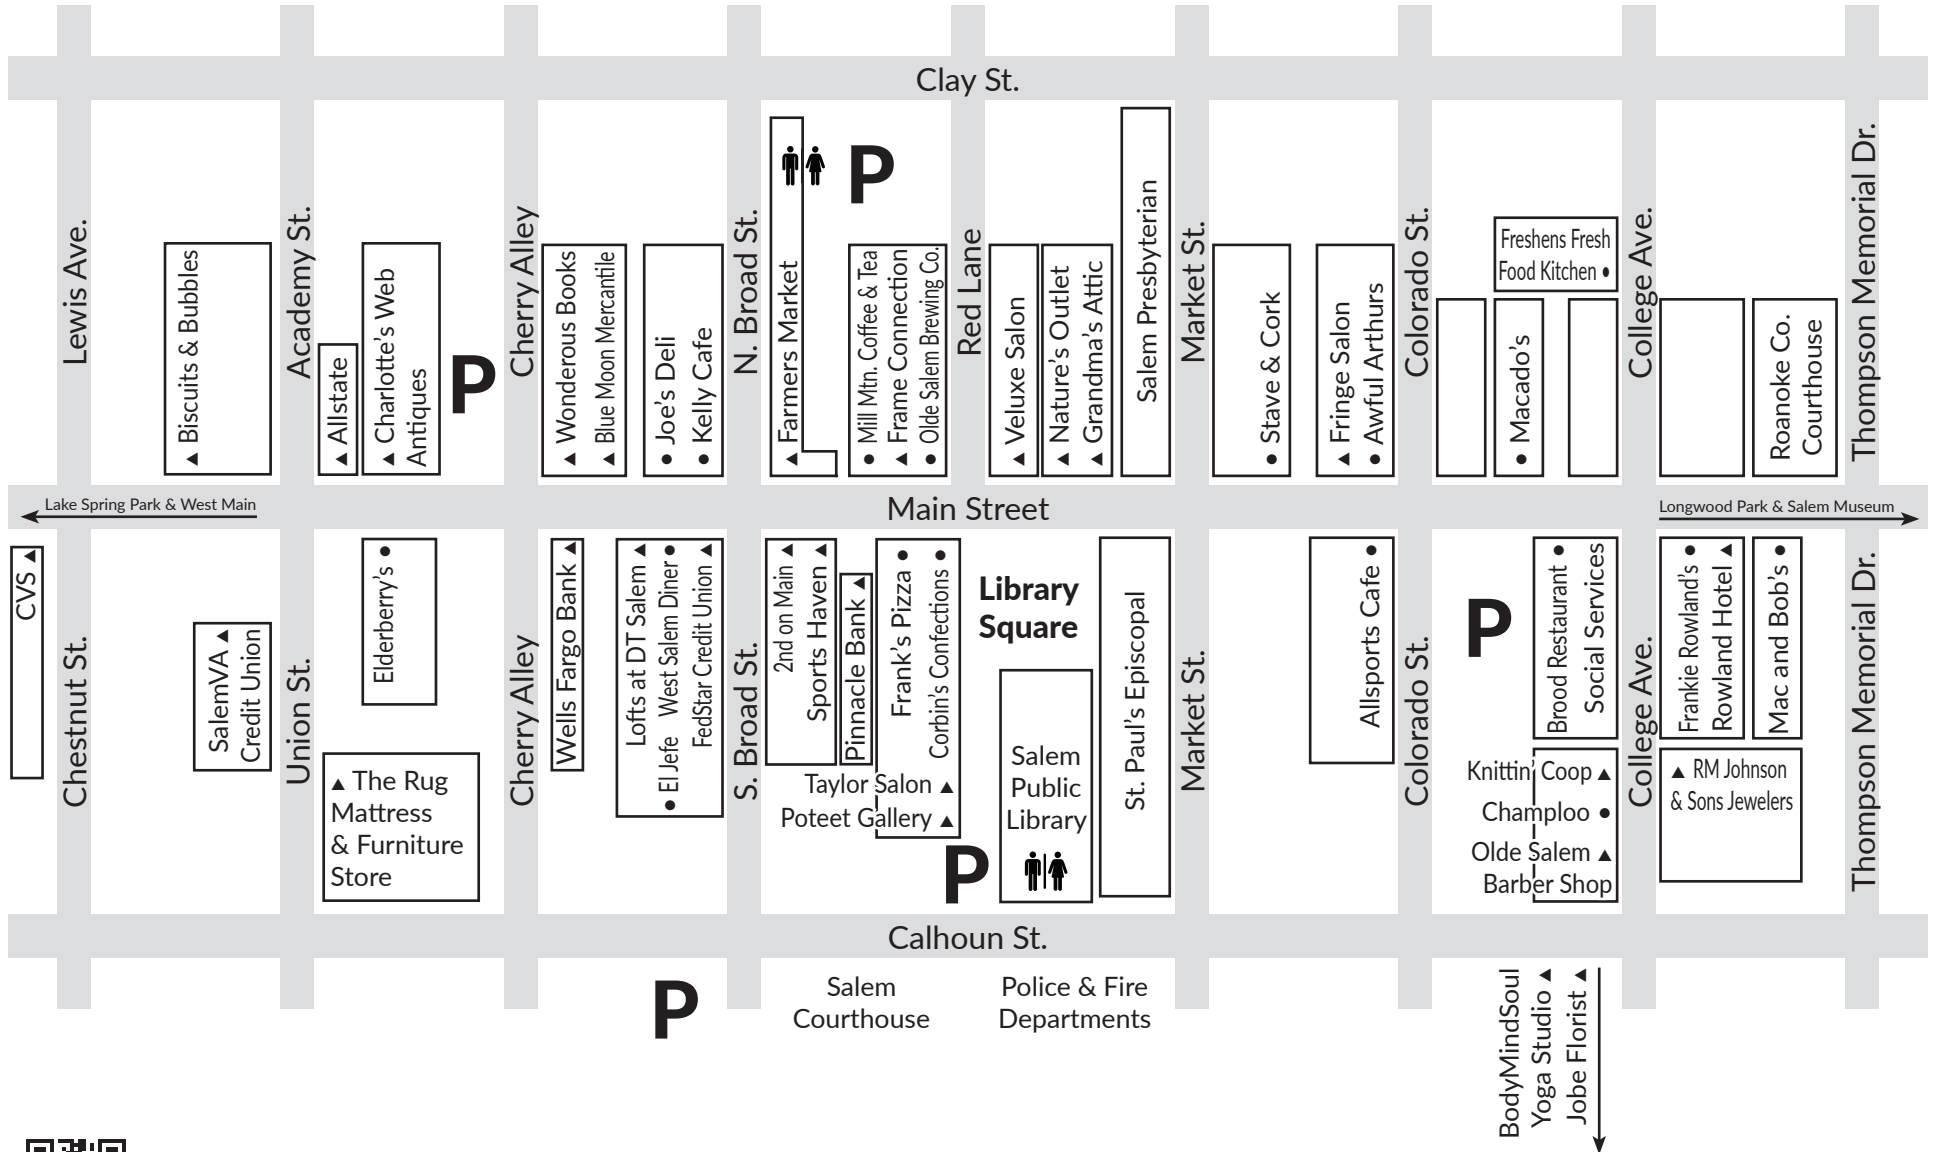 Clay St.
Lewis Ave.
Academy St.
Cherry Alley
N. Broad St.
Red Lane
Market St.
Colorado St.
College Ave.
Thompson Memorial Dr.
▲ Biscuits & Bubbles
▲ Allstate
▲ Charlotte's Web
Antiques
P
▲ Wonderous Books
▲ Blue Moon Mercantile
● Joe's Deli
● Kelly Cafe
▲ Farmers Market
P
● Mill Mtn. Coffee & Tea
▲ Frame Connection
● Olde Salem Brewing Co.
▲ Veluxe Salon
▲ Nature's Outlet
▲ Grandma's Attic
Salem Presbyterian
● Stave & Cork
▲ Fringe Salon
● Awful Arthurs
Freshens Fresh
Food Kitchen ●
● Macado's
Roanoke Co.
Courthouse
Lake Spring Park & West Main
Main Street
Longwood Park & Salem Museum
CVS ▲
Chestnut St.
SalemVA ▲
Credit Union
Union St.
Elderberry's ●
▲ The Rug
Mattress
& Furniture
Store
Cherry Alley
Wells Fargo Bank ▲
Lofts at DT Salem ▲
● El Jefe West Salem Diner ●
FedStar Credit Union ▲
S. Broad St.
2nd on Main ▲
Sports Haven ▲
Pinnacle Bank ▲
Frank's Pizza ●
Corbin's Confections ●
Taylor Salon ▲
Poteet Gallery ▲
Library
Square
P
Salem
Public
Library
St. Paul's Episcopal
Market St.
Allsports Cafe ●
Colorado St.
P
Brood Restaurant ●
Social Services
Knittin' Coop ▲
Champloo ●
Olde Salem ▲
Barber Shop
College Ave.
Frankie Rowland's ●
Rowland Hotel ▲
Mac and Bob's ●
▲ RM Johnson
& Sons Jewelers
Thompson Memorial Dr.
Calhoun St.
P
Salem
Courthouse
Police & Fire
Departments
BodyMindSoul
Yoga Studio ▲
Jobe Florist ▲